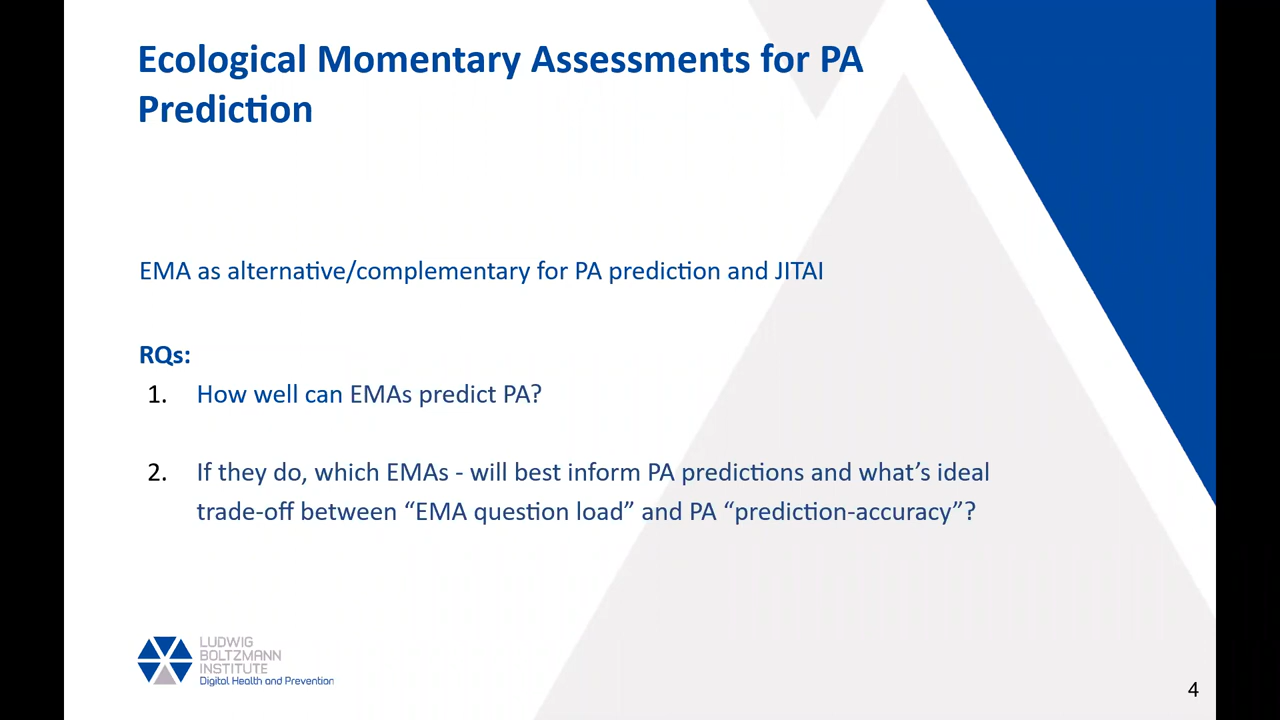 Ecological Momentary Assessments for PA
Prediction
EMA as alternative/complementary for PA prediction and JITAI
RQs:
1. How well can EMAs predict PA?
2. If they do, which EMAs - will best inform PA predictions and what’s ideal
trade-off between “EMA question load” and PA “prediction-accuracy”?
LUDWIG
BOLTZMANN
INSTITUTE
Digital Health and Prevention
4